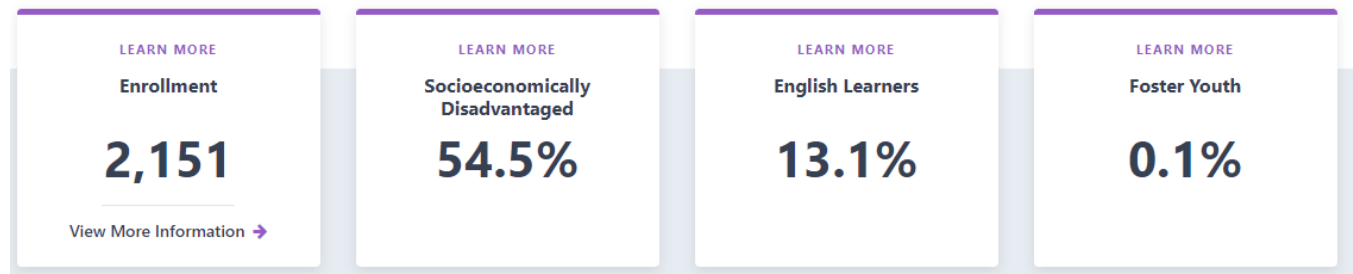 LEARN MORE
Enrollment
2,151
View More Information
LEARN MORE
Socioeconomically
Disadvantaged
54.5%
LEARN MORE
English Learners
13.1%
LEARN MORE
Foster Youth
0.1%